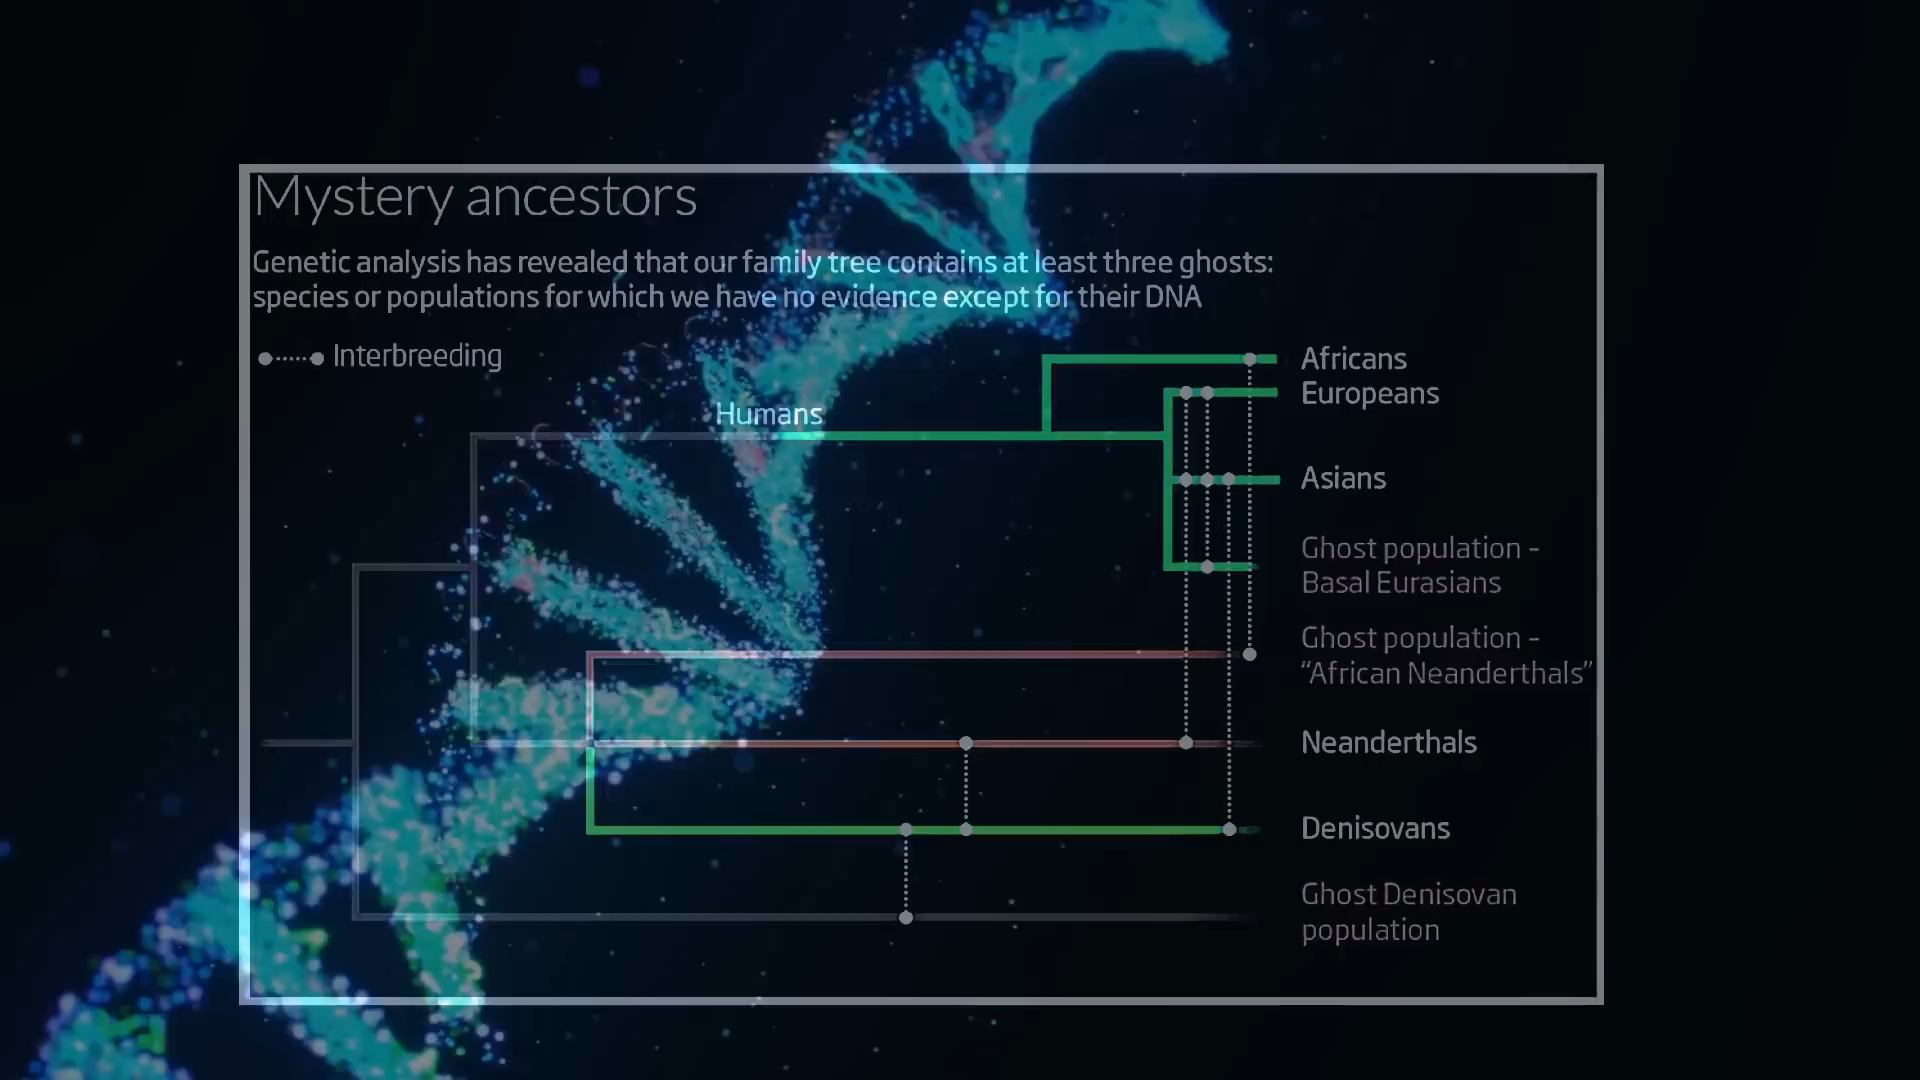 Mystery ancestors
Genetic analysis has revealed that our family tree contains at least three ghosts:
species or populations for which we have no evidence except for their DNA
Interbreeding
Humans
Africans
Europeans
Asians
Ghost population -
Basal Eurasians
Ghost population -
“African Neanderthals”
Neanderthals
Denisovans
Ghost Denisovan
population